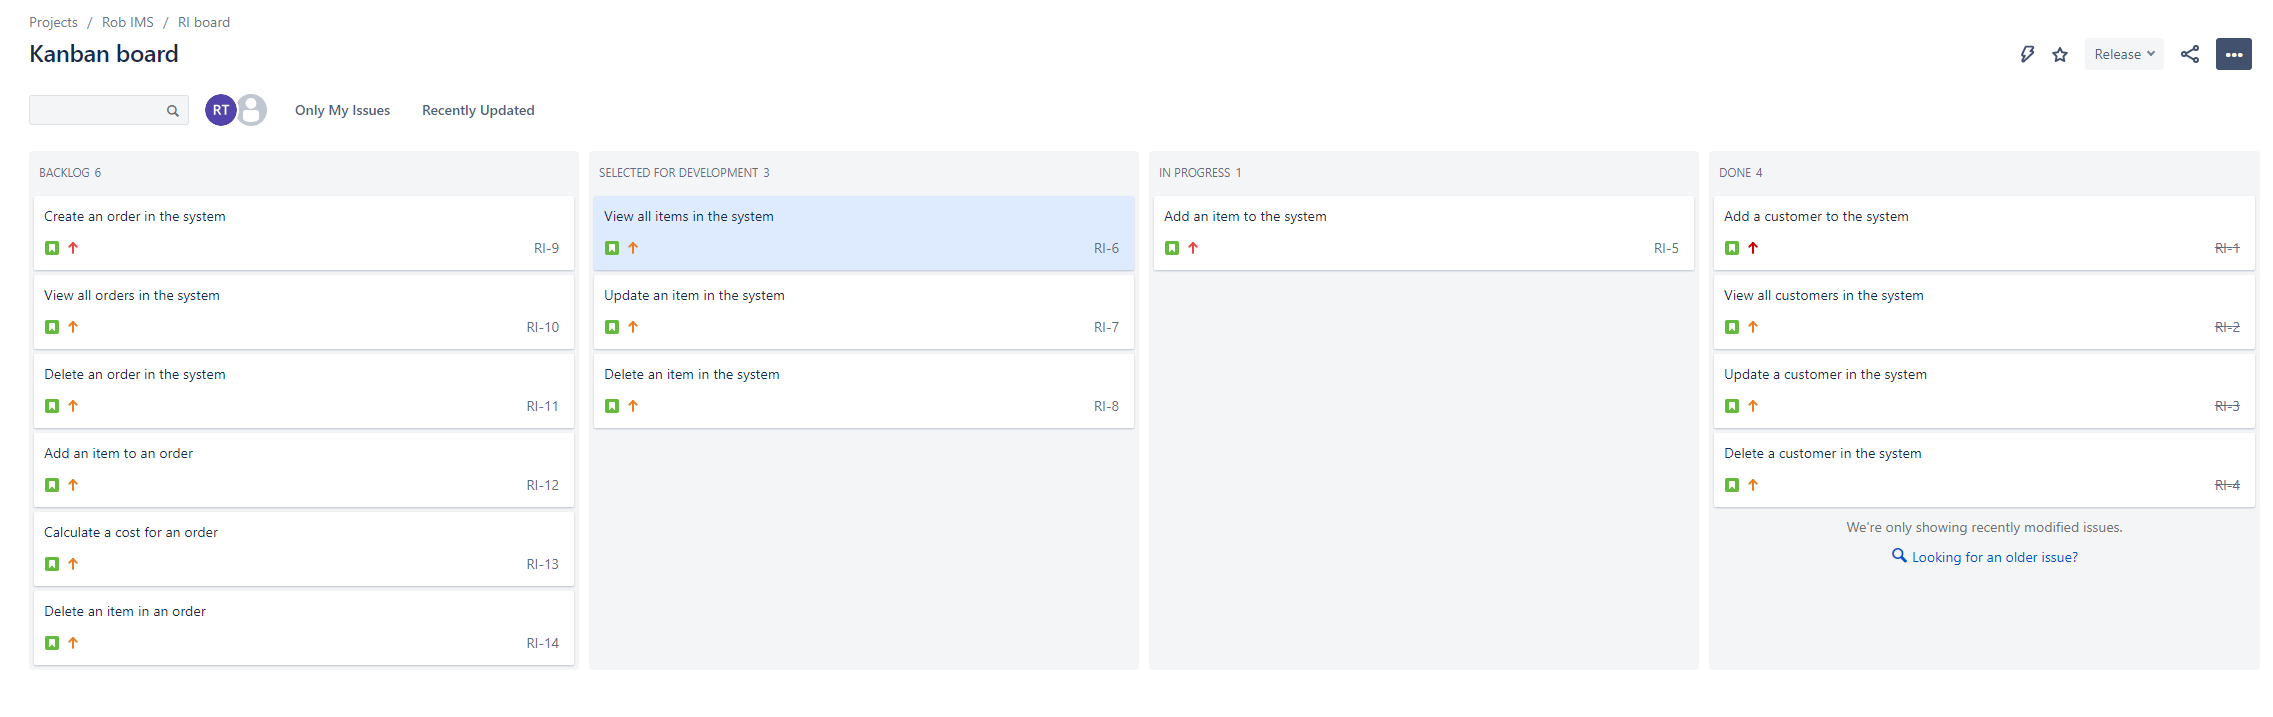 Projects / Rob IMS / RI board
Kanban board
Release
RT
Only My Issues
Recently Updated
BACKLOG 6
Create an order in the system
RI-9
View all orders in the system
RI-10
Delete an order in the system
RI-11
Add an item to an order
RI-12
Calculate a cost for an order
RI-13
Delete an item in an order
RI-14
SELECTED FOR DEVELOPMENT 3
View all items in the system
RI-6
Update an item in the system
RI-7
Delete an item in the system
RI-8
IN PROGRESS 1
Add an item to the system
RI-5
DONE 4
Add a customer to the system
RI-1
View all customers in the system
RI-2
Update a customer in the system
RI-3
Delete a customer in the system
RI-4
We're only showing recently modified issues.
Looking for an older issue?